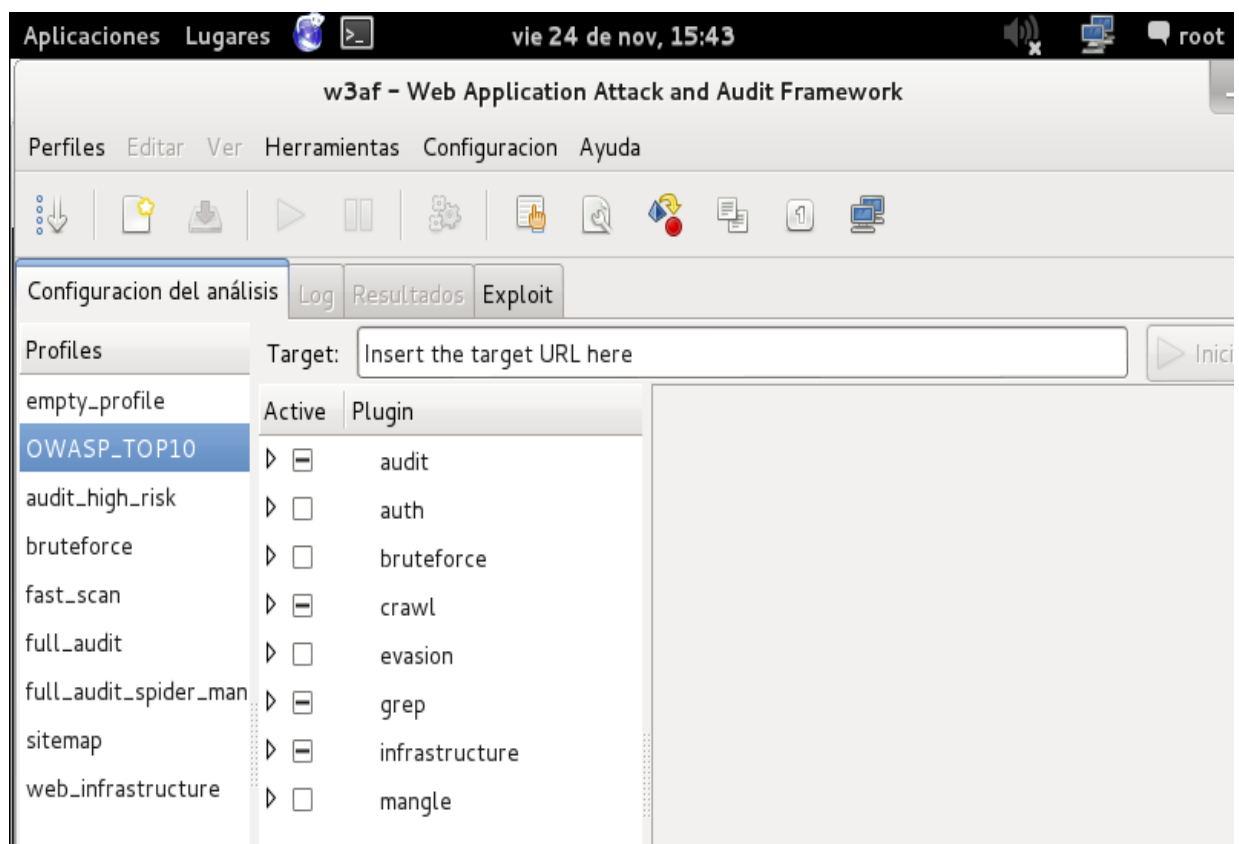 Aplicaciones Lugares vie 24 de nov, 15:43 root
w3af – Web Application Attack and Audit Framework
Perfiles Editar Ver Herramientas Configuracion Ayuda
Configuracion del análisis Log Resultados Exploit
Profiles
Target: Insert the target URL here Inici
empty_profile
OWASP_TOP10
audit_high_risk
bruteforce
fast_scan
full_audit
full_audit_spider_man
sitemap
web_infrastructure
Active Plugin
audit
auth
bruteforce
crawl
evasion
grep
infrastructure
mangle